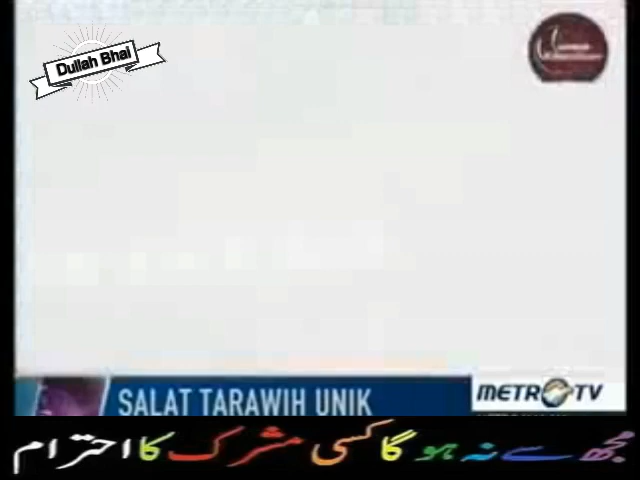 Dullah Bhai
SALAT TARAWIH UNIK
METRO TV
مجھ سے نہ ہو گا کسی مشرک کا احترام